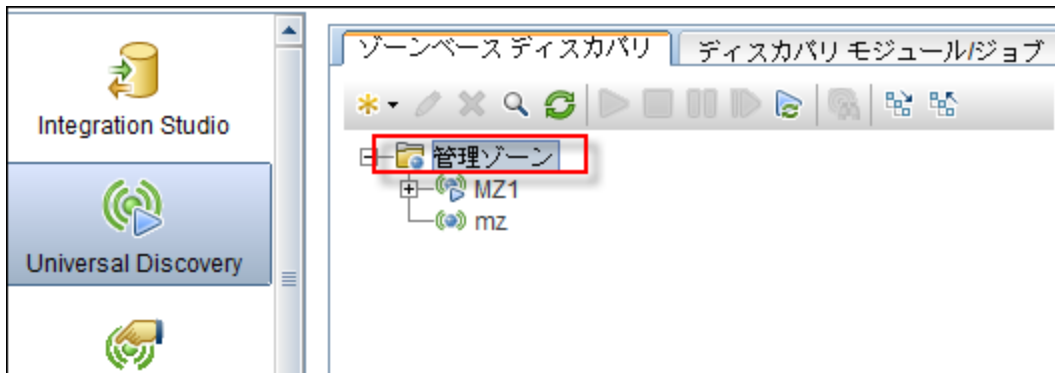 Integration Studio
Universal Discovery
ゾーンベース ディスカバリ
ディスカバリ モジュール/ジョブ
管理ゾーン
MZ1
mz